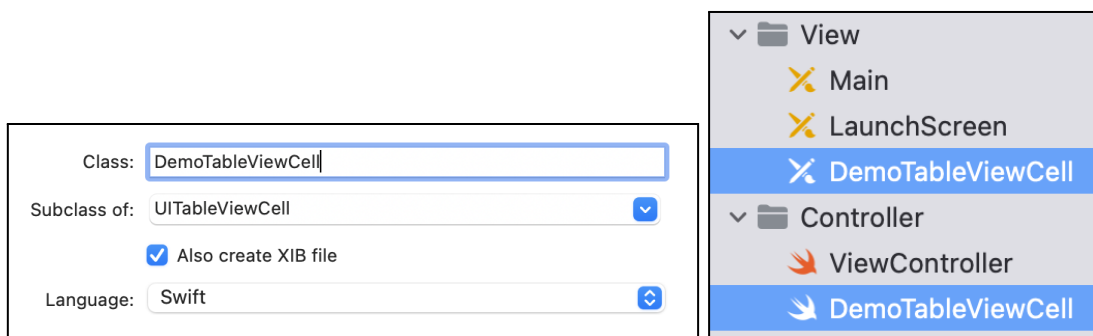 Class: DemoTableViewCell
Subclass of: UITableViewCell
Also create XIB file
Language: Swift
View
Main
LaunchScreen
DemoTableViewCell
Controller
ViewController
DemoTableViewCell